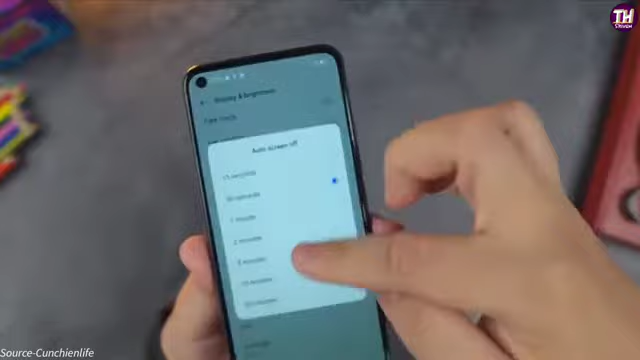 TH
Display & brightness
Auto screen off
15 seconds
30 seconds
1 minute
2 minutes
5 minutes
10 minutes
30 minutes
Source-Cunchienlife